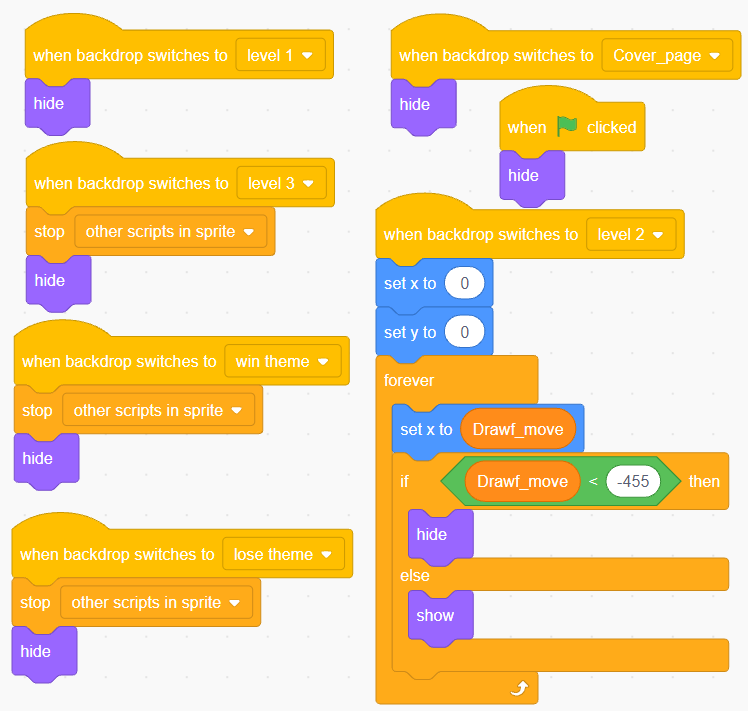 when backdrop switches to level 1
hide
when backdrop switches to level 3
stop other scripts in sprite
hide
when backdrop switches to win theme
stop other scripts in sprite
hide
when backdrop switches to lose theme
stop other scripts in sprite
hide
when backdrop switches to Cover_page
hide
when clicked
hide
when backdrop switches to level 2
set x to 0
set y to 0
forever
set x to Drawf_move
if Drawf_move < -455 then
hide
else
show